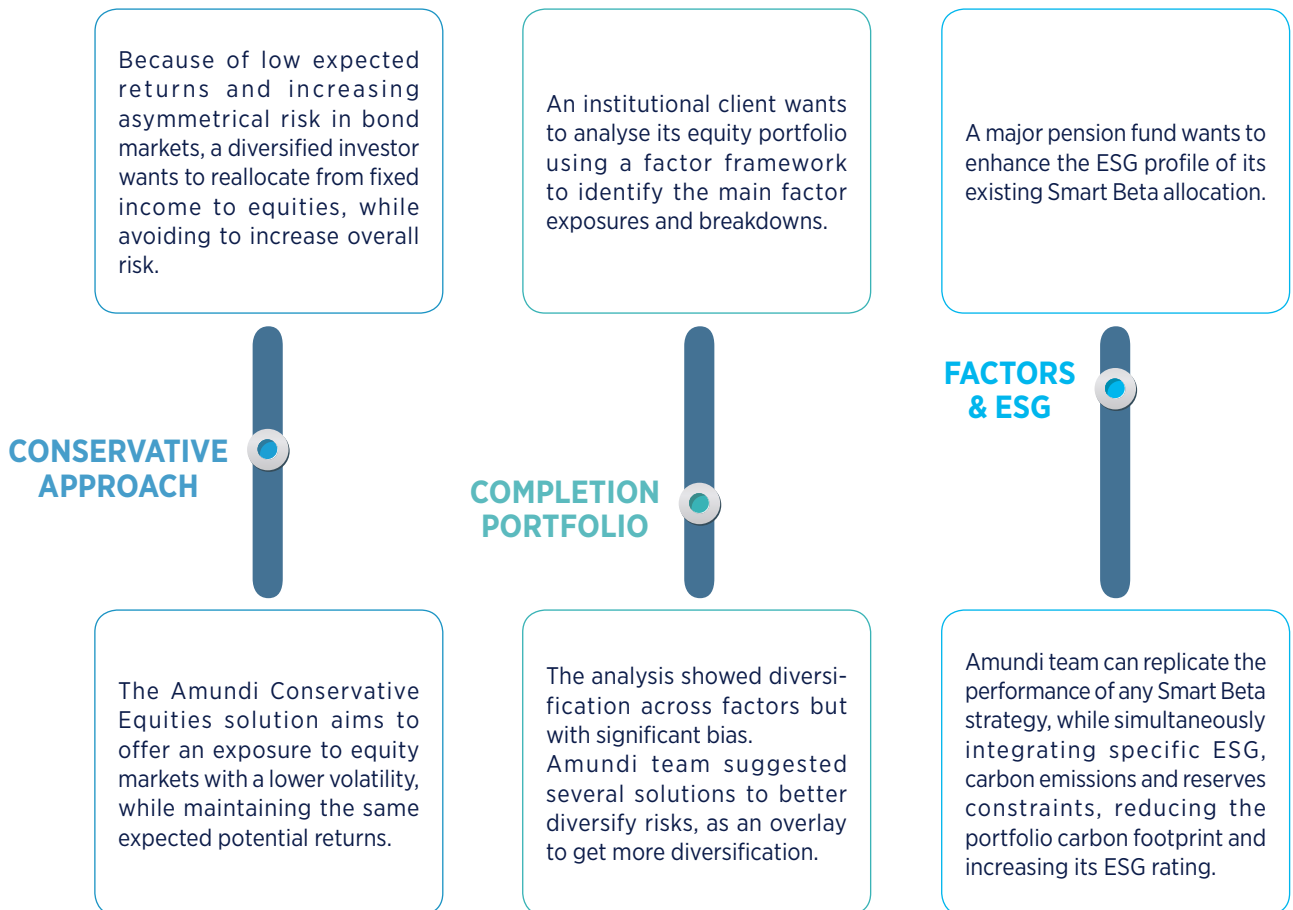 Because of low expected
returns and increasing
asymmetrical risk in bond
markets, a diversified investor
wants to reallocate from fixed
income to equities, while
avoiding to increase overall
risk.
CONSERVATIVE
APPROACH
The Amundi Conservative
Equities solution aims to
offer an exposure to equity
markets with a lower volatility,
while maintaining the same
expected potential returns.
An institutional client wants
to analyse its equity portfolio
using a factor framework
to identify the main factor
exposures and breakdowns.
COMPLETION
PORTFOLIO
The analysis showed diversi-
fication across factors but
with significant bias.
Amundi team suggested
several solutions to better
diversify risks, as an overlay
to get more diversification.
A major pension fund wants to
enhance the ESG profile of its
existing Smart Beta allocation.
FACTORS
& ESG
Amundi team can replicate the
performance of any Smart Beta
strategy, while simultaneously
integrating specific ESG,
carbon emissions and reserves
constraints, reducing the
portfolio carbon footprint and
increasing its ESG rating.